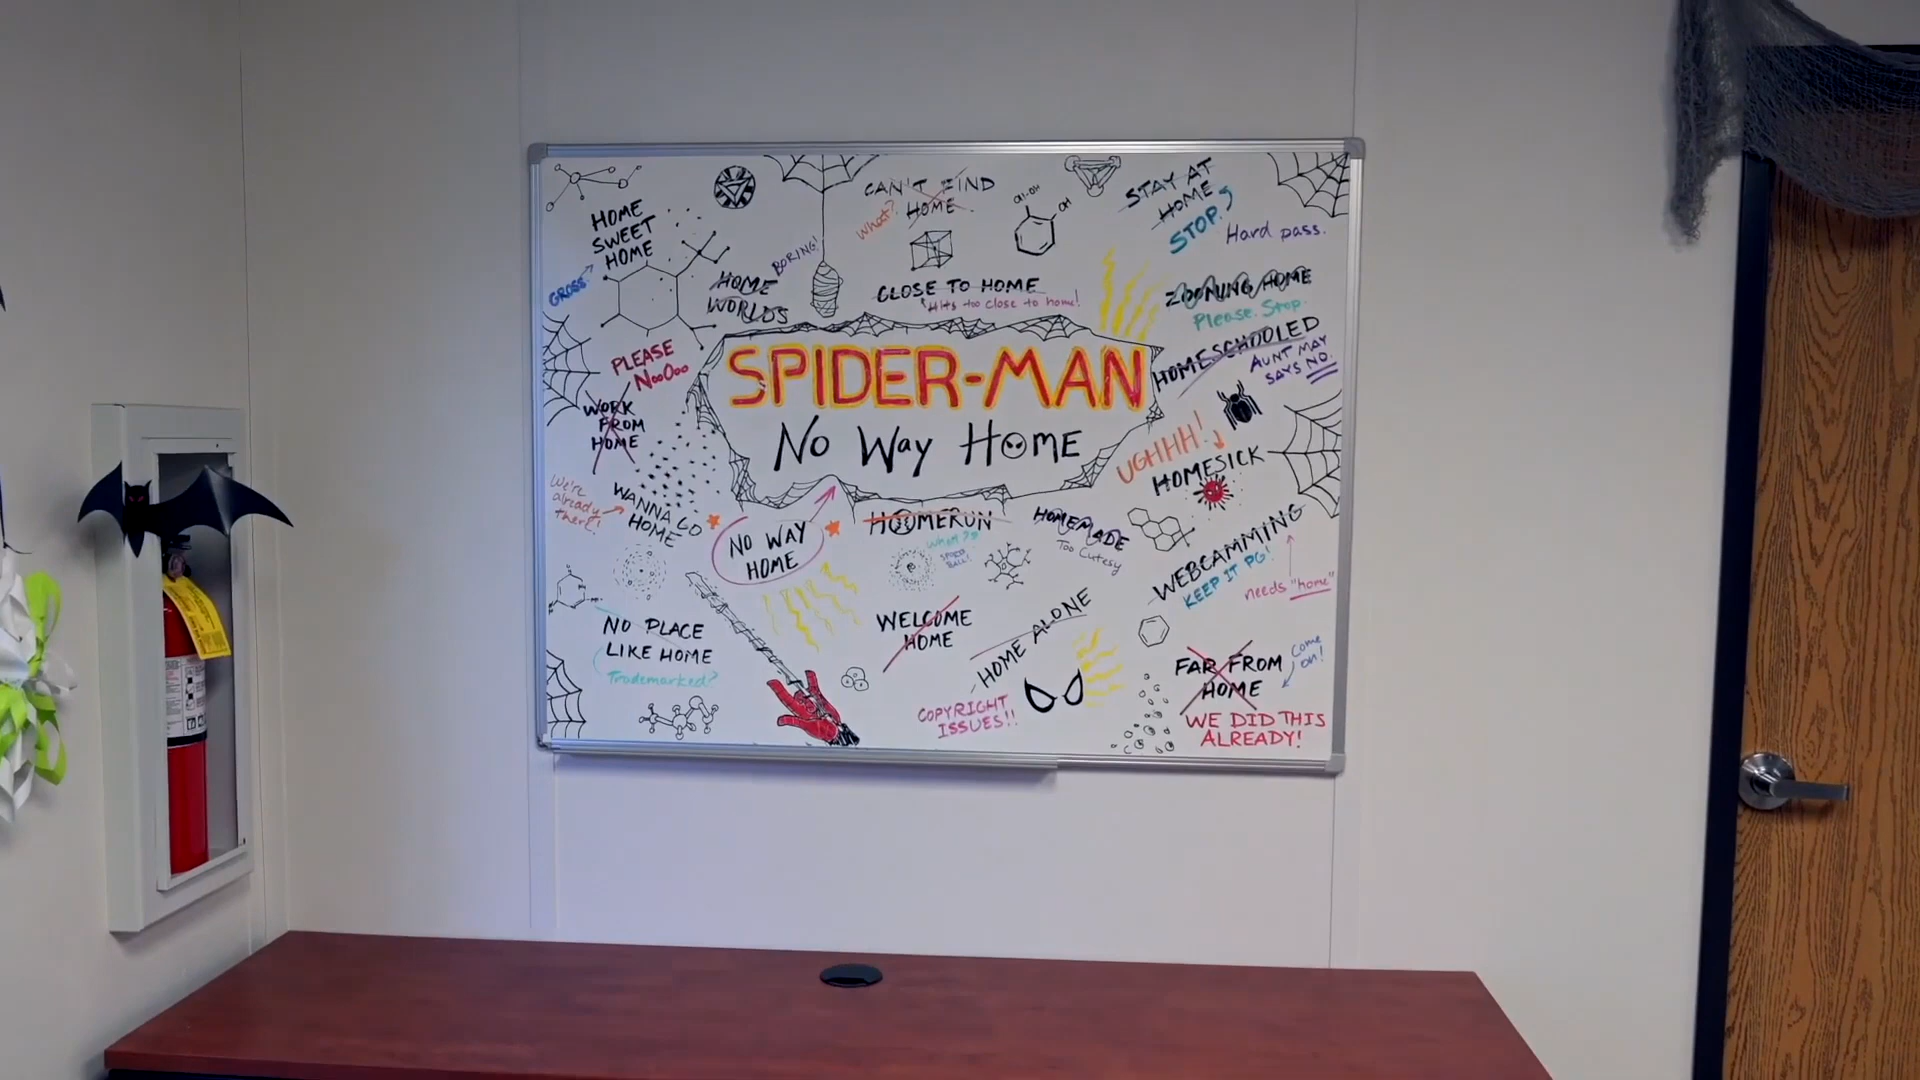 HOME
SWEET
HOME
GROSS
HOME
WORLDS
BORING!
CAN'T FIND
HOME
What?
OH
CLOSE TO HOME
Hits too close to home!
STAY AT
HOME
STOP.
Hard pass.
ZOOMING HOME
Please. Stop.
HOMESCHOOLED
AUNT MAY
SAYS NO.
PLEASE
NooOoo
WORK
FROM
HOME
SPIDER-MAN
No Way HOME
UGHHH!
HOMESICK
We're
already
there!
WANNA GO
HOME
NO WAY
HOME
HOOMERUN
SPORTS
BALL!
HOMEMADE
Too Cutesy
WEBCAMMING
KEEP IT PG!
needs "home"
NO PLACE
LIKE HOME
Trademarked?
WELCOME
HOME
HOME ALONE
COPYRIGHT
ISSUES!!
FAR FROM
HOME
Come
on!
WE DID THIS
ALREADY!